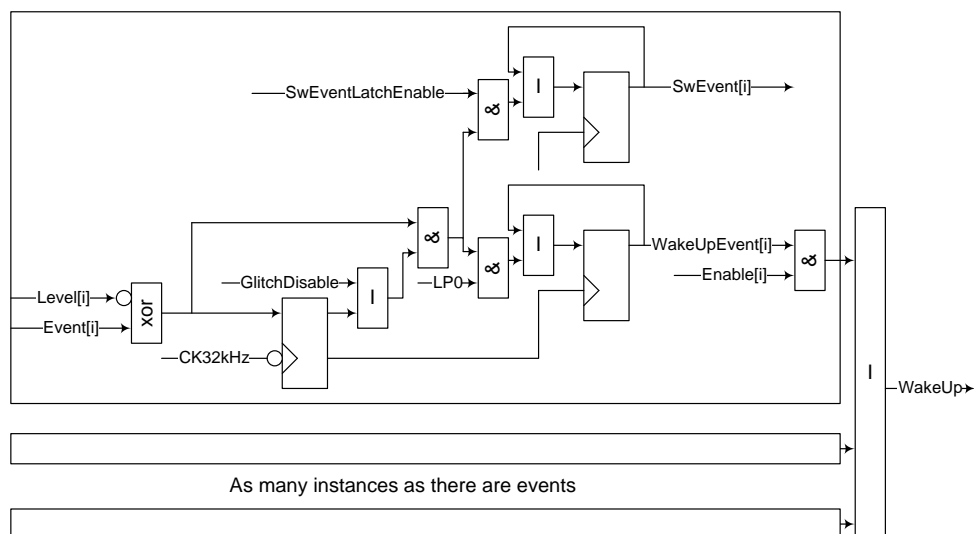 SwEventLatchEnable
&
I
SwEvent[i]
&
GlitchDisable
I
LP0
&
I
WakeUpEvent[i]
Enable[i]
&
Level[i]
Event[i]
xor
CK32kHz
I
WakeUp
As many instances as there are events